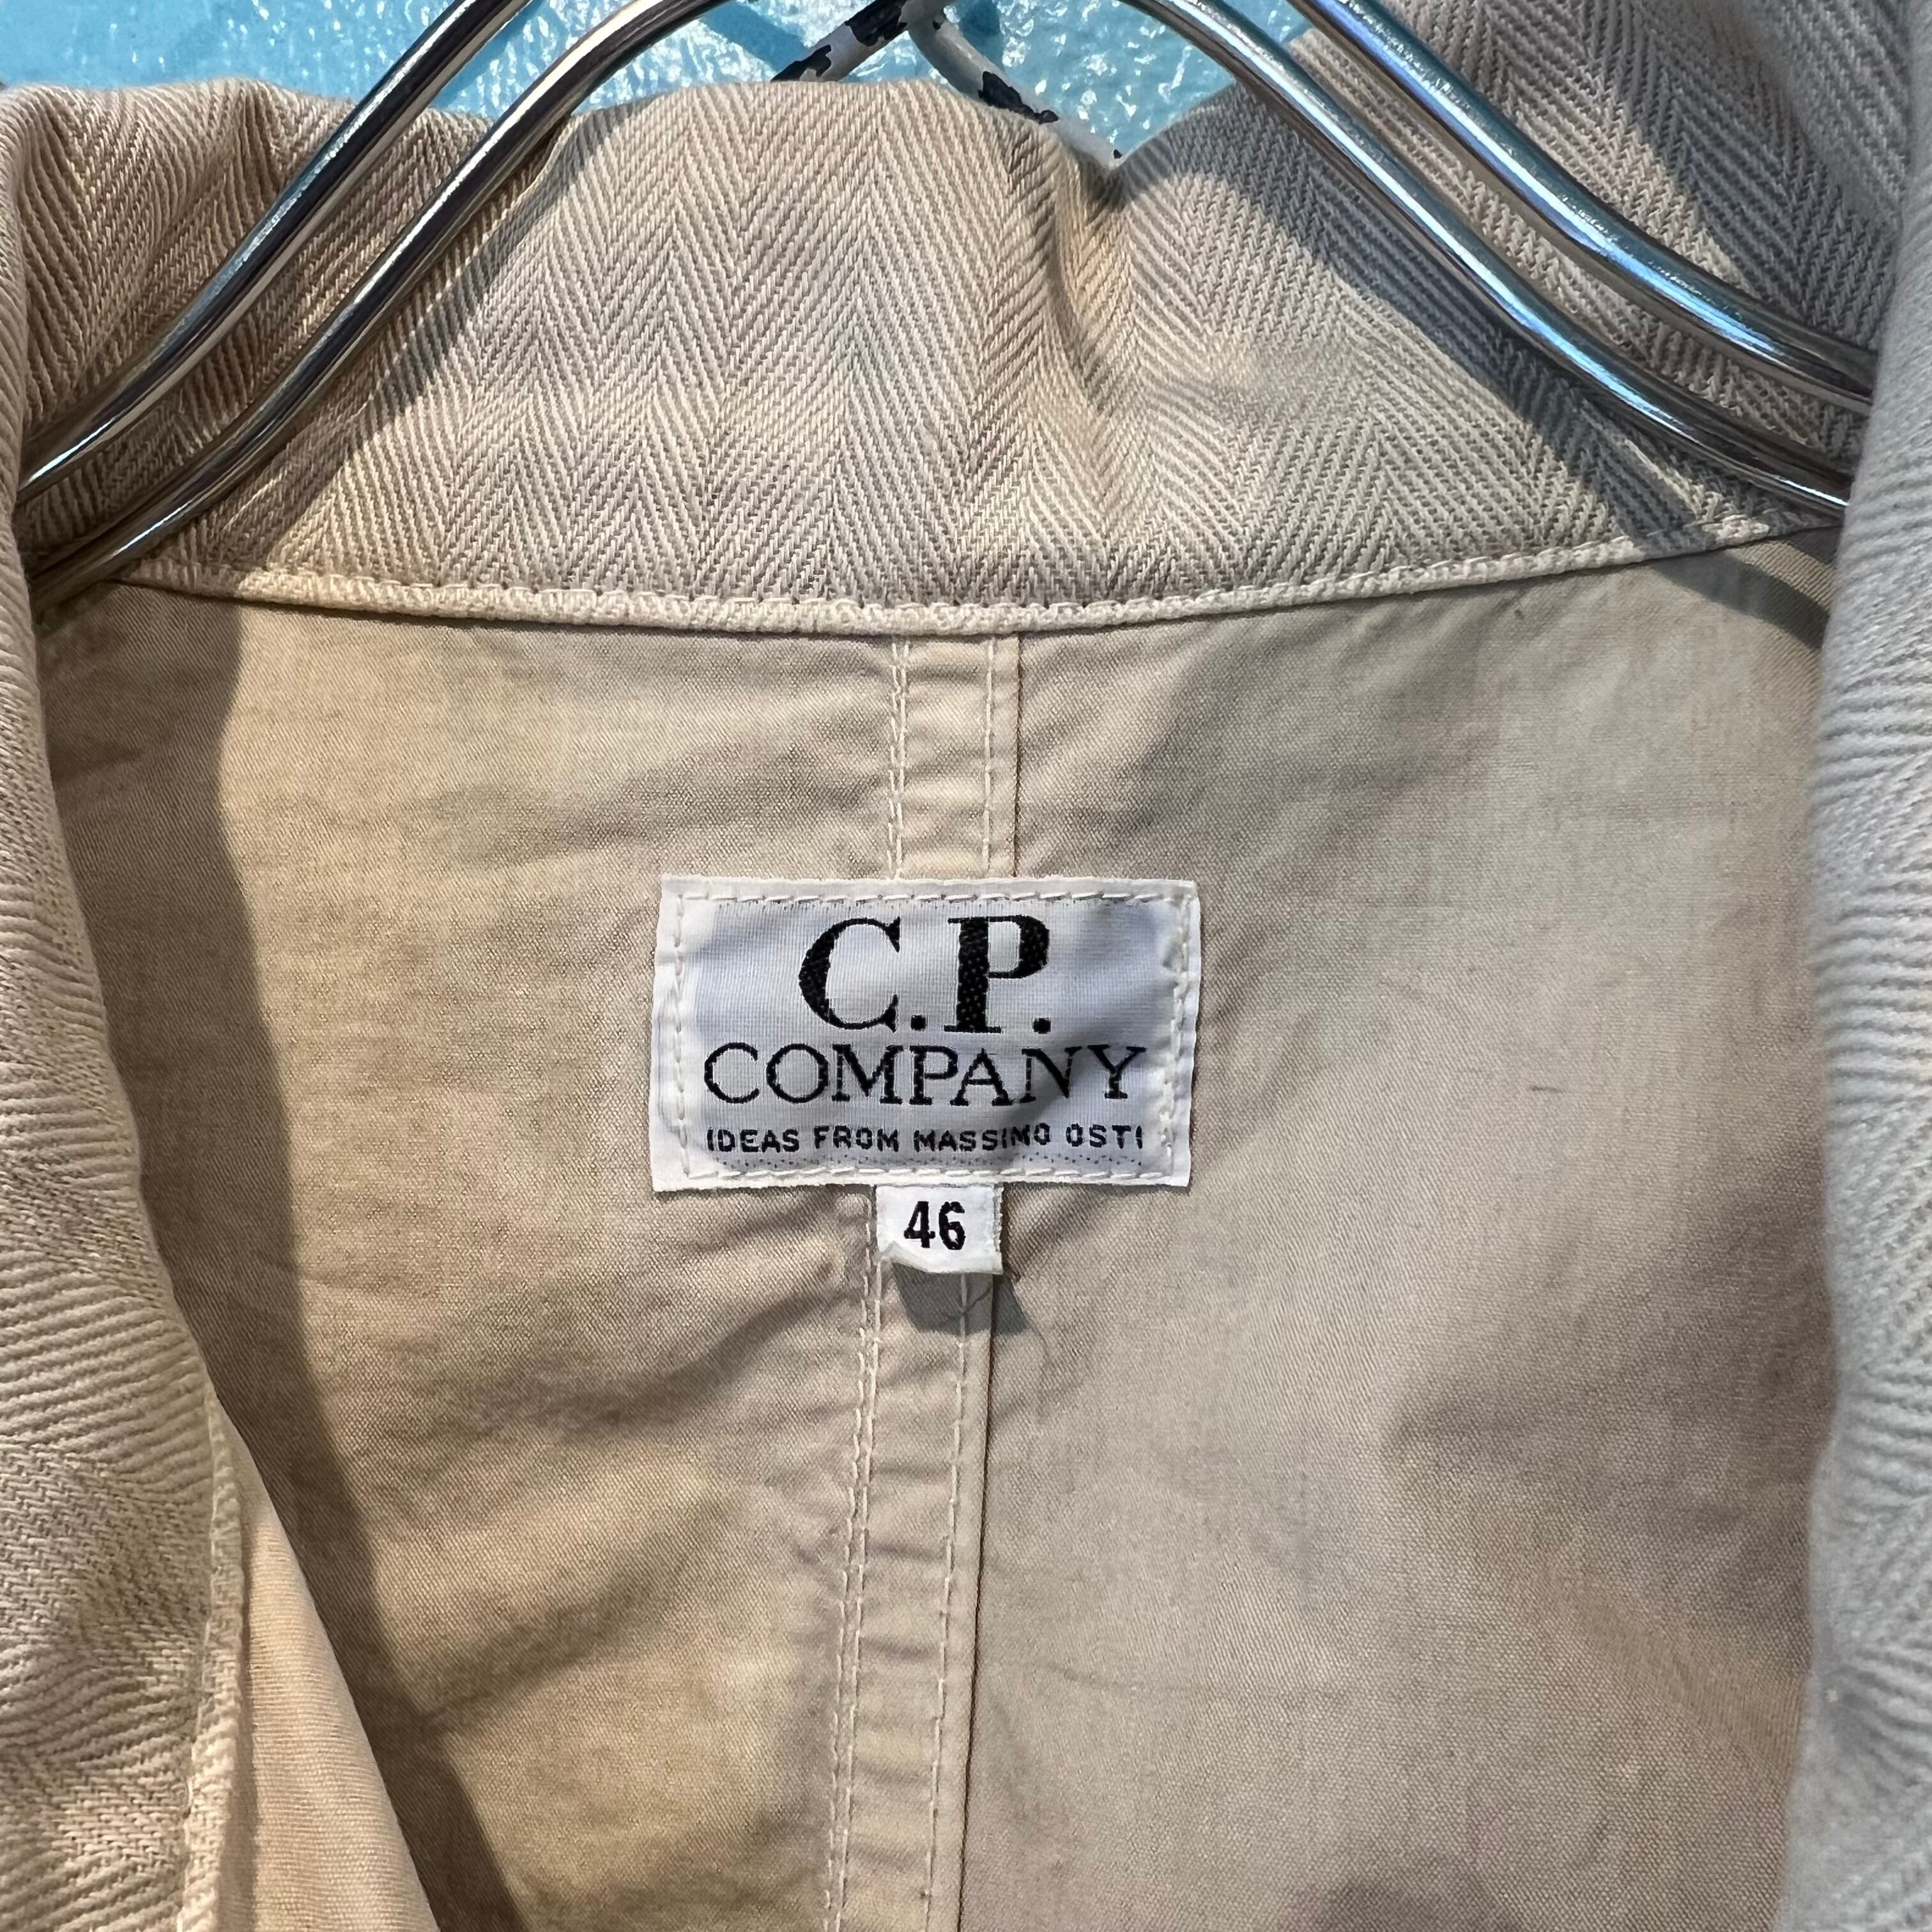 C.P.
COMPANY
IDEAS FROM MASSIMO OSTI
46